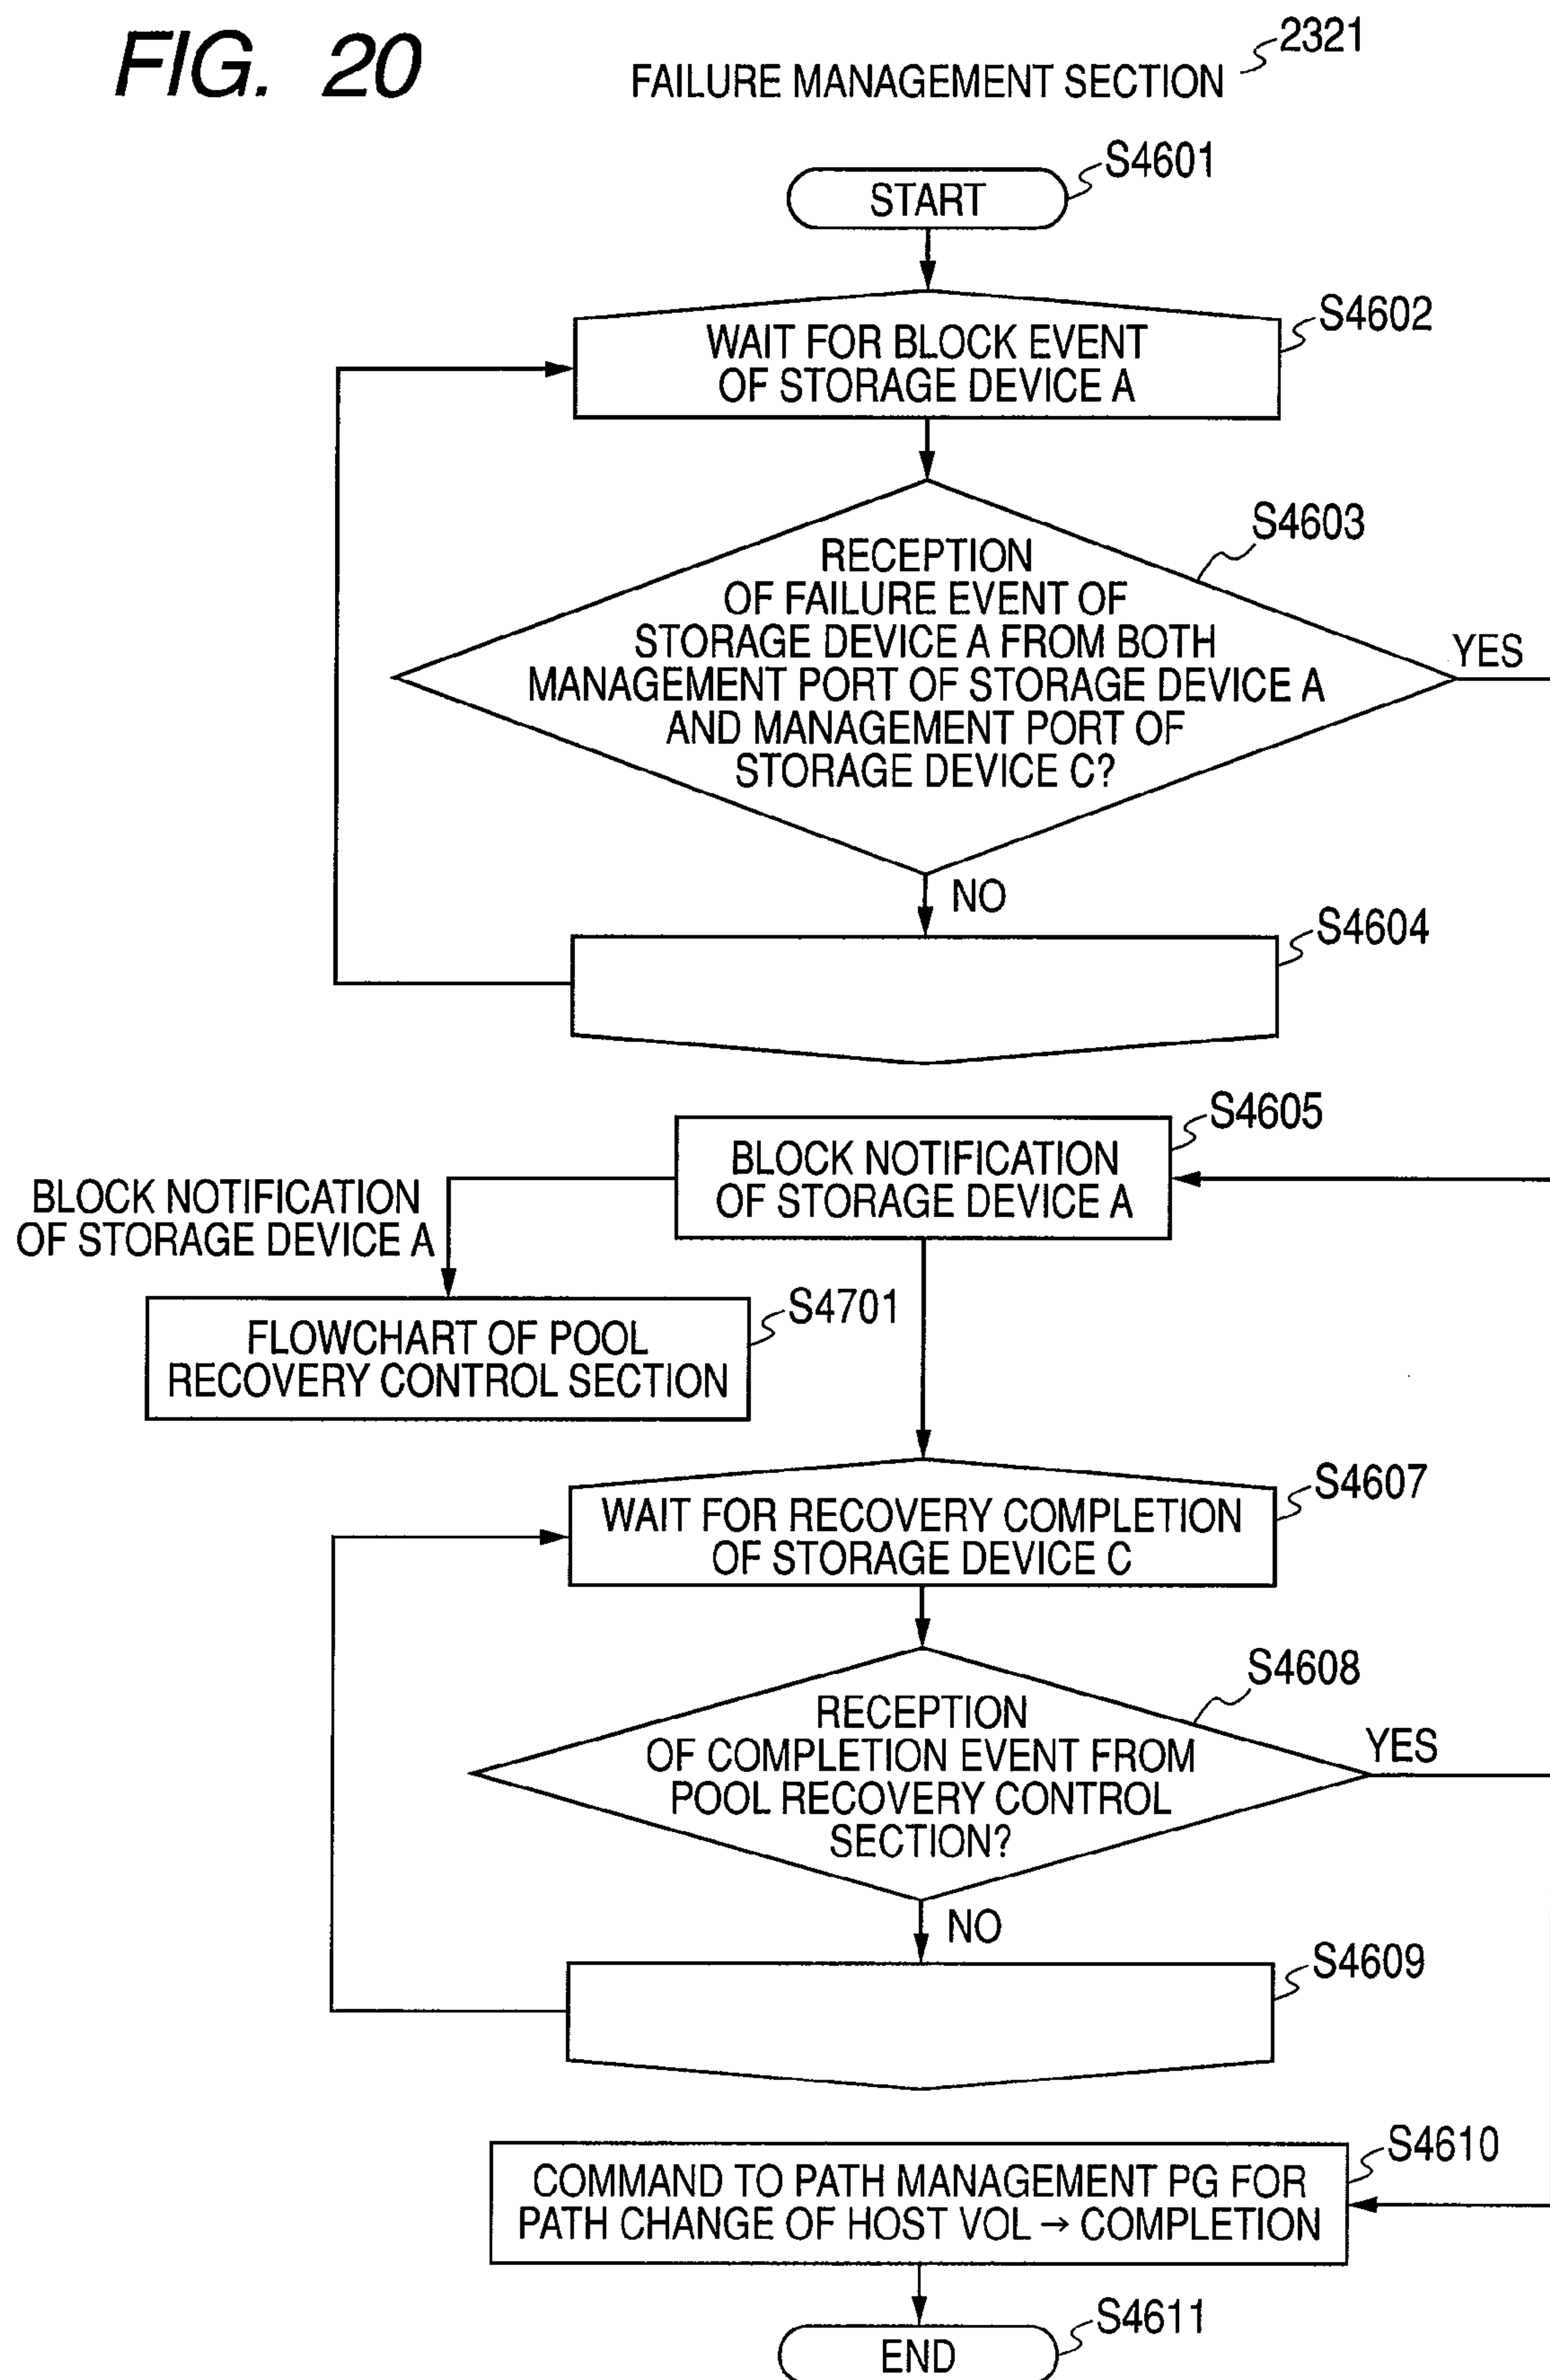 FIG. 20
FAILURE MANAGEMENT SECTION
2321
START
S4601
WAIT FOR BLOCK EVENT
OF STORAGE DEVICE A
S4602
RECEPTION
OF FAILURE EVENT OF
STORAGE DEVICE A FROM BOTH
MANAGEMENT PORT OF STORAGE DEVICE A
AND MANAGEMENT PORT OF
STORAGE DEVICE C?
S4603
YES
NO
S4604
BLOCK NOTIFICATION
OF STORAGE DEVICE A
S4605
BLOCK NOTIFICATION
OF STORAGE DEVICE A
FLOWCHART OF POOL
RECOVERY CONTROL SECTION
S4701
WAIT FOR RECOVERY COMPLETION
OF STORAGE DEVICE C
S4607
RECEPTION
OF COMPLETION EVENT FROM
POOL RECOVERY CONTROL
SECTION?
S4608
YES
NO
S4609
COMMAND TO PATH MANAGEMENT PG FOR
PATH CHANGE OF HOST VOL → COMPLETION
S4610
END
S4611